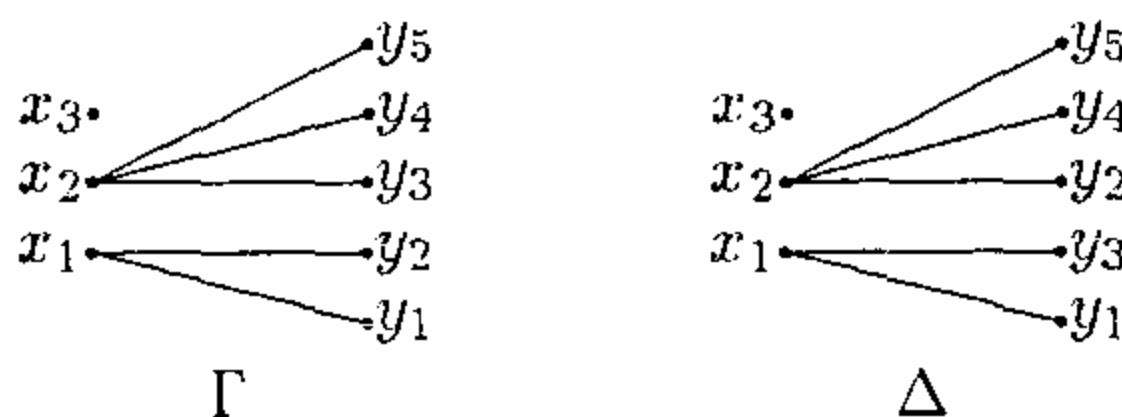 y₅ y₅
x₃ y₄ x₃ y₄
x₂ y₃ x₂ y₂
x₁ y₂ x₁ y₃
y₁ y₁
Γ Δ